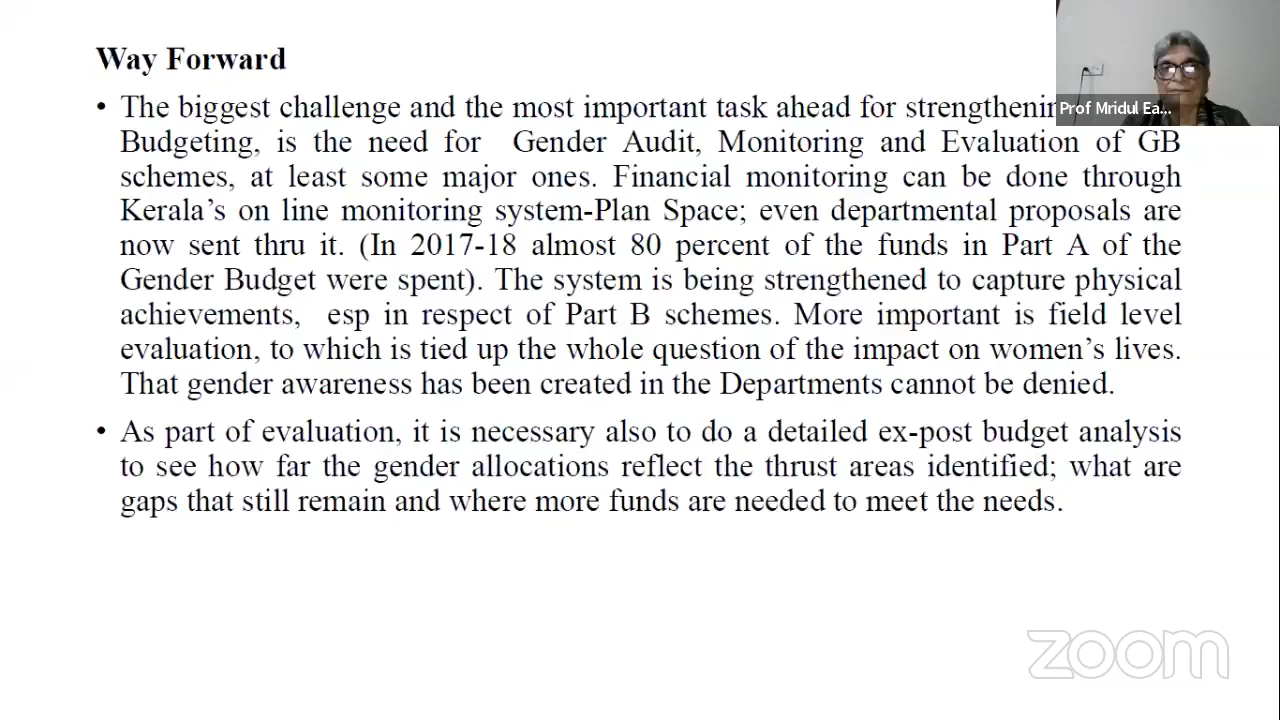 Way Forward
• The biggest challenge and the most important task ahead for strengthenin
Budgeting, is the need for Gender Audit, Monitoring and Evaluation of GB
schemes, at least some major ones. Financial monitoring can be done through
Kerala's on line monitoring system-Plan Space; even departmental proposals are
now sent thru it. (In 2017-18 almost 80 percent of the funds in Part A of the
Gender Budget were spent). The system is being strengthened to capture physical
achievements, esp in respect of Part B schemes. More important is field level
evaluation, to which is tied up the whole question of the impact on women's lives.
That gender awareness has been created in the Departments cannot be denied.
• As part of evaluation, it is necessary also to do a detailed ex-post budget analysis
to see how far the gender allocations reflect the thrust areas identified; what are
gaps that still remain and where more funds are needed to meet the needs.
Prof Mridul Ea...
zoom